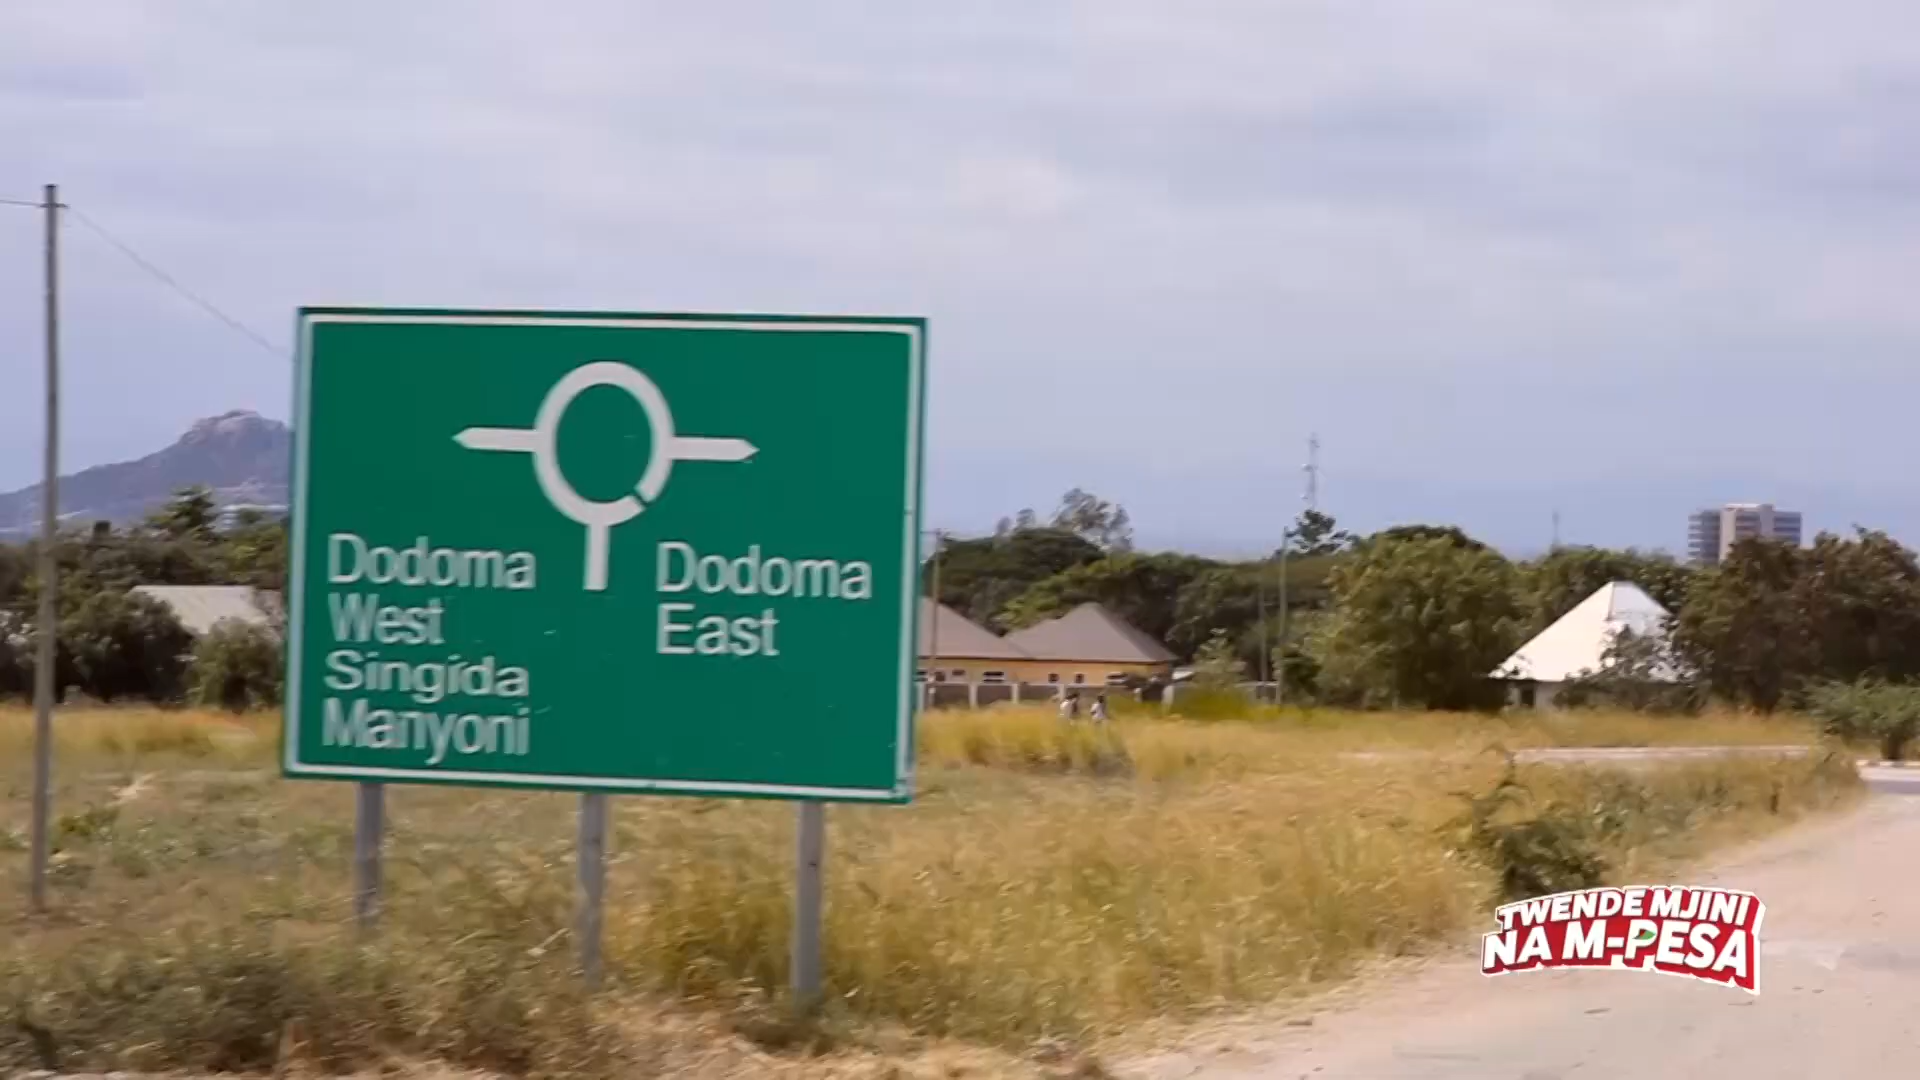 Dodoma
West
Singida
Manyoni
Dodoma
East
TWENDE MJINI
NA M-PESA